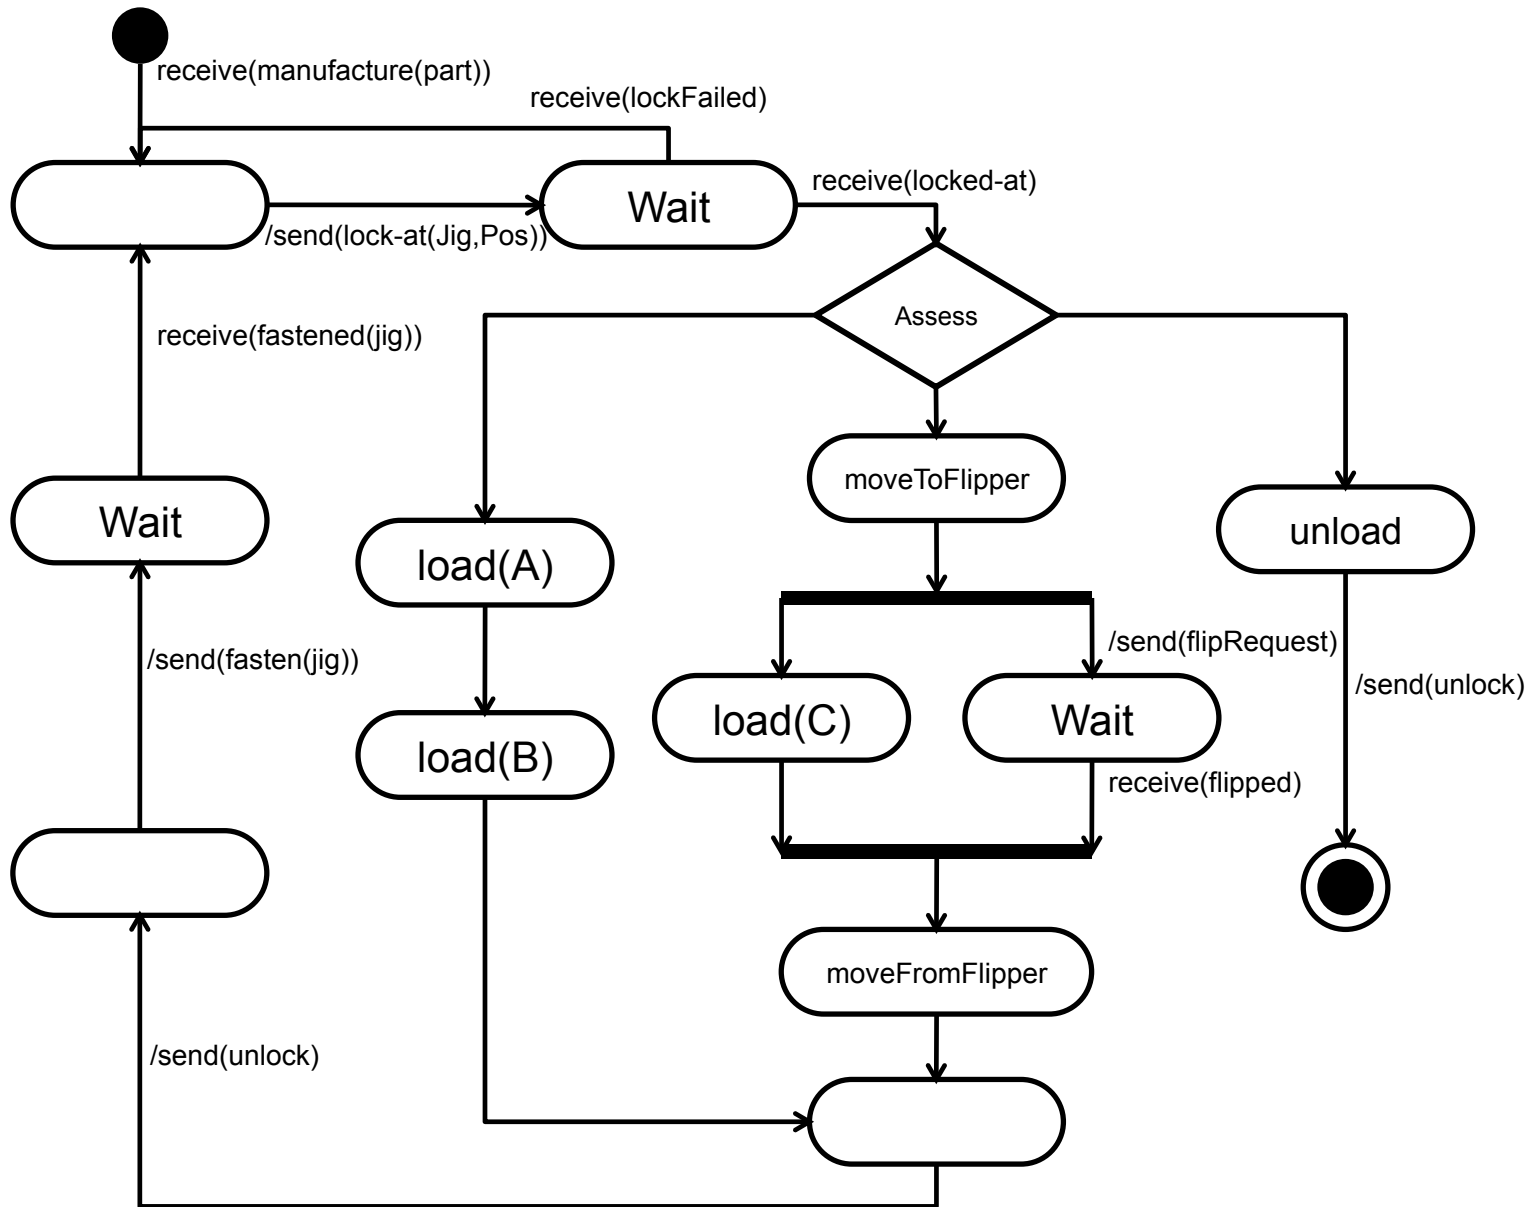 receive(manufacture(part))
receive(lockFailed)
Wait
receive(locked-at)
/send(lock-at(Jig,Pos))
Assess
receive(fastened(jig))
moveToFlipper
Wait
unload
load(A)
/send(flipRequest)
/send(fasten(jig))
/send(unlock)
load(C)
Wait
load(B)
receive(flipped)
moveFromFlipper
/send(unlock)